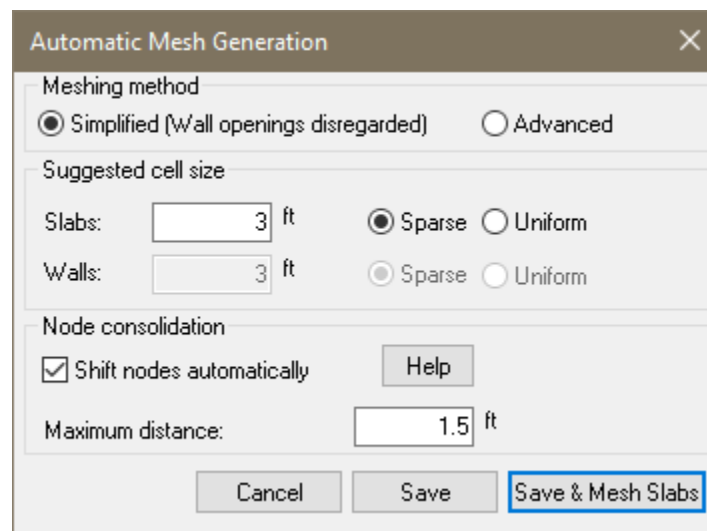 Automatic Mesh Generation
Meshing method
Simplified (Wall openings disregarded) Advanced
Suggested cell size
Slabs: 3 ft Sparse Uniform
Walls: 3 ft Sparse Uniform
Node consolidation
Shift nodes automatically Help
Maximum distance: 1.5 ft
Cancel Save Save & Mesh Slabs